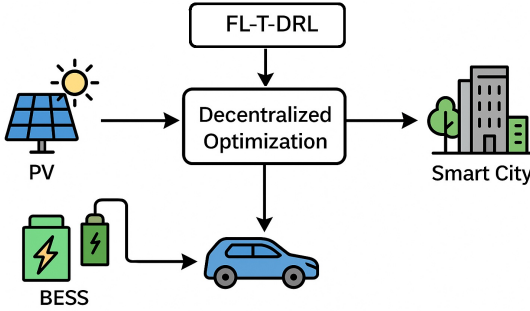 FL-T-DRL
Decentralized
Optimization
PV
Smart City
BESS